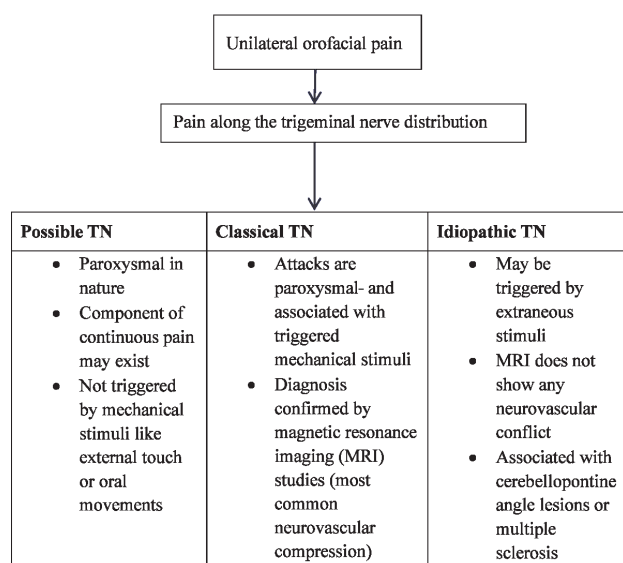 Unilateral orofacial pain
Pain along the trigeminal nerve distribution
Possible TN
• Paroxysmal in
nature
• Component of
continuous pain
may exist
• Not triggered
by mechanical
stimuli like
external touch
or oral
movements
Classical TN
• Attacks are
paroxysmal- and
associated with
triggered
mechanical stimuli
• Diagnosis
confirmed by
magnetic resonance
imaging (MRI)
studies (most
common
neurovascular
compression)
Idiopathic TN
• May be
triggered by
extraneous
stimuli
• MRI does not
show any
neurovascular
conflict
• Associated with
cerebellopontine
angle lesions or
multiple
sclerosis